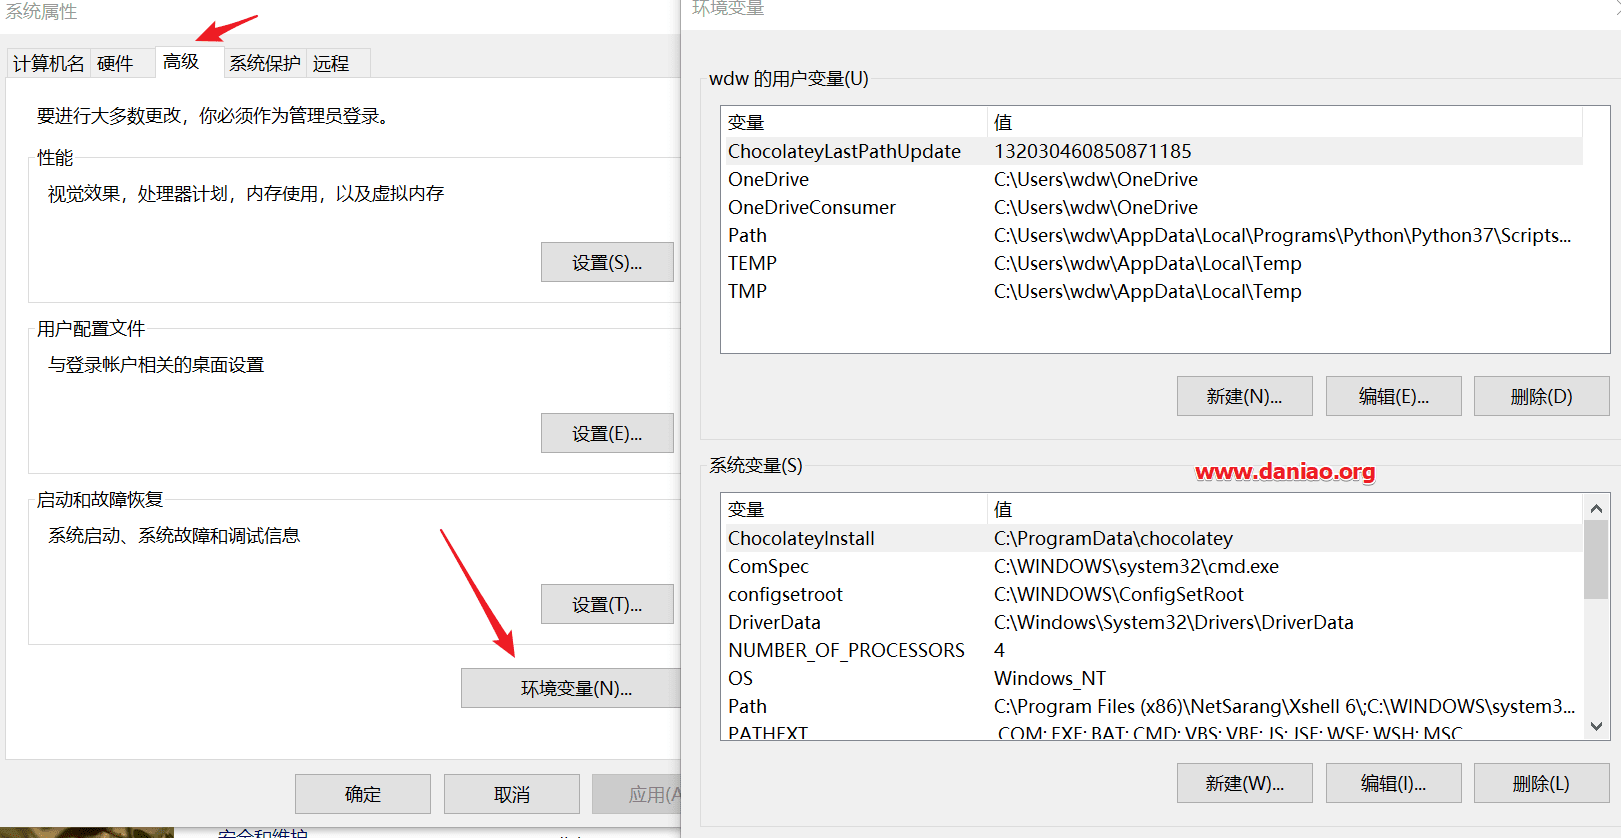 系统属性
计算机名 硬件 高级 系统保护 远程
要进行大多数更改，你必须作为管理员登录。
性能
视觉效果，处理器计划，内存使用，以及虚拟内存
设置(S)...
用户配置文件
与登录帐户相关的桌面设置
设置(E)...
启动和故障恢复
系统启动、系统故障和调试信息
设置(T)...
环境变量(N)...
确定 取消 应用(A
安全和维护
环境变量
wdw 的用户变量(U)
变量 值
ChocolateyLastPathUpdate 132030460850871185
OneDrive C:\Users\wdw\OneDrive
OneDriveConsumer C:\Users\wdw\OneDrive
Path C:\Users\wdw\AppData\Local\Programs\Python\Python37\Scripts...
TEMP C:\Users\wdw\AppData\Local\Temp
TMP C:\Users\wdw\AppData\Local\Temp
新建(N)... 编辑(E)... 删除(D)
系统变量(S)
www.daniao.org
变量 值
ChocolateyInstall C:\ProgramData\chocolatey
ComSpec C:\WINDOWS\system32\cmd.exe
configsetroot C:\WINDOWS\ConfigSetRoot
DriverData C:\Windows\System32\Drivers\DriverData
NUMBER_OF_PROCESSORS 4
OS Windows_NT
Path C:\Program Files (x86)\NetSarang\Xshell 6\;C:\WINDOWS\system3...
PATHEXT .COM;.EXE;.BAT;.CMD;.VBS;.VBE;.JS;.JSE;.WSF;.WSH;.MSC
新建(W)... 编辑(I)... 删除(L)